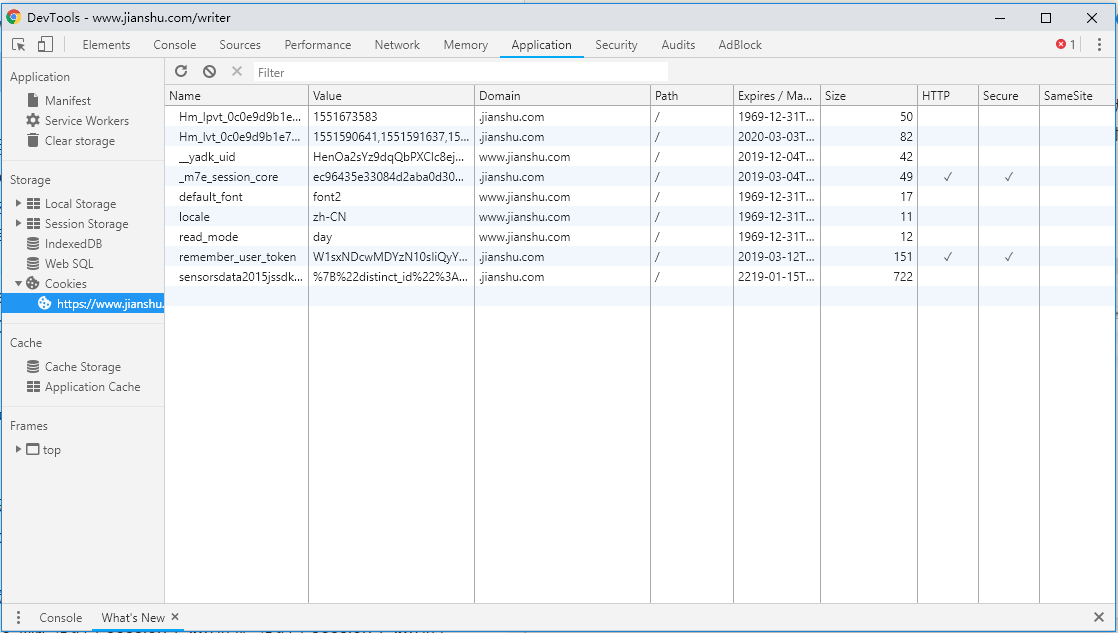 DevTools - www.jianshu.com/writer
Elements Console Sources Performance Network Memory Application Security Audits AdBlock 1
Application
Manifest
Service Workers
Clear storage
Storage
Local Storage
Session Storage
IndexedDB
Web SQL
Cookies
https://www.jianshu.
Cache
Cache Storage
Application Cache
Frames
top
Filter
Name Value Domain Path Expires / Ma... Size HTTP Secure SameSite
Hm_lpvt_0c0e9d9b1e... 1551673583 .jianshu.com / 1969-12-31T... 50
Hm_lvt_0c0e9d9b1e7... 1551590641,1551591637,15... .jianshu.com / 2020-03-03T... 82
__yadk_uid HenOa2sYz9dqQbPXCIc8ej... www.jianshu.com / 2019-12-04T... 42
_m7e_session_core ec96435e33084d2aba0d30... .jianshu.com / 2019-03-04T... 49 ✓ ✓
default_font font2 www.jianshu.com / 1969-12-31T... 17
locale zh-CN www.jianshu.com / 1969-12-31T... 11
read_mode day www.jianshu.com / 1969-12-31T... 12
remember_user_token W1sxNDcwMDYzN10sIiQyY... .jianshu.com / 2019-03-12T... 151 ✓ ✓
sensorsdata2015jssdk... %7B%22distinct_id%22%3A... .jianshu.com / 2219-01-15T... 722
Console What's New